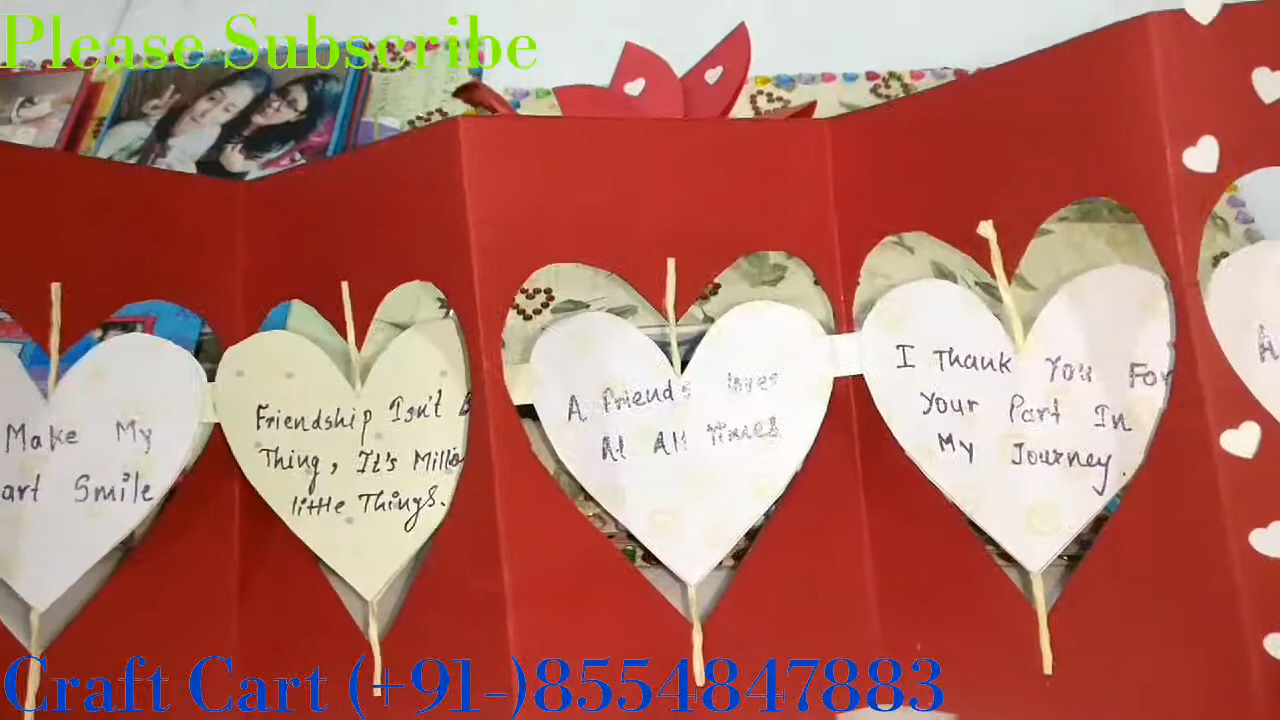 Please Subscribe
Make My
art Smile
Friendship Isn't
Thing, It's Millio
little Things.
A Friends loves
At All Times
I Thank You For
Your Part In
My Journey.
A
Craft Cart (+91-)8554847883